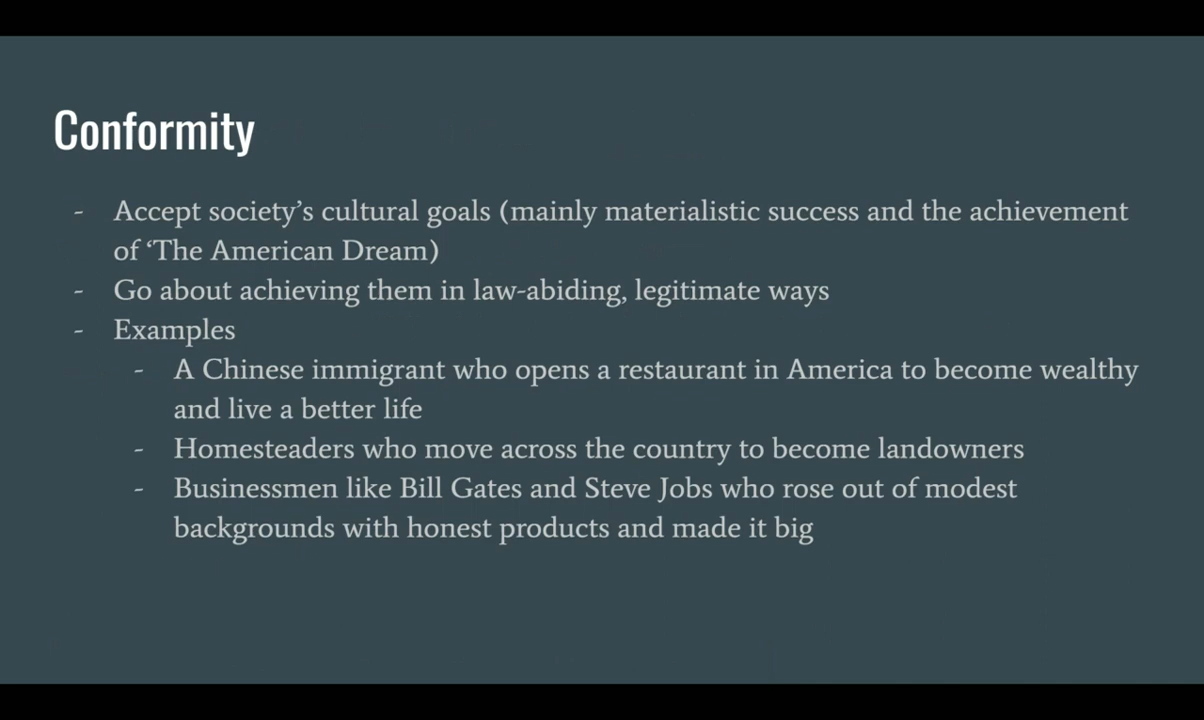 Conformity
- Accept society’s cultural goals (mainly materialistic success and the achievement
of ‘The American Dream)
- Go about achieving them in law-abiding, legitimate ways
- Examples
- A Chinese immigrant who opens a restaurant in America to become wealthy
and live a better life
- Homesteaders who move across the country to become landowners
- Businessmen like Bill Gates and Steve Jobs who rose out of modest
backgrounds with honest products and made it big